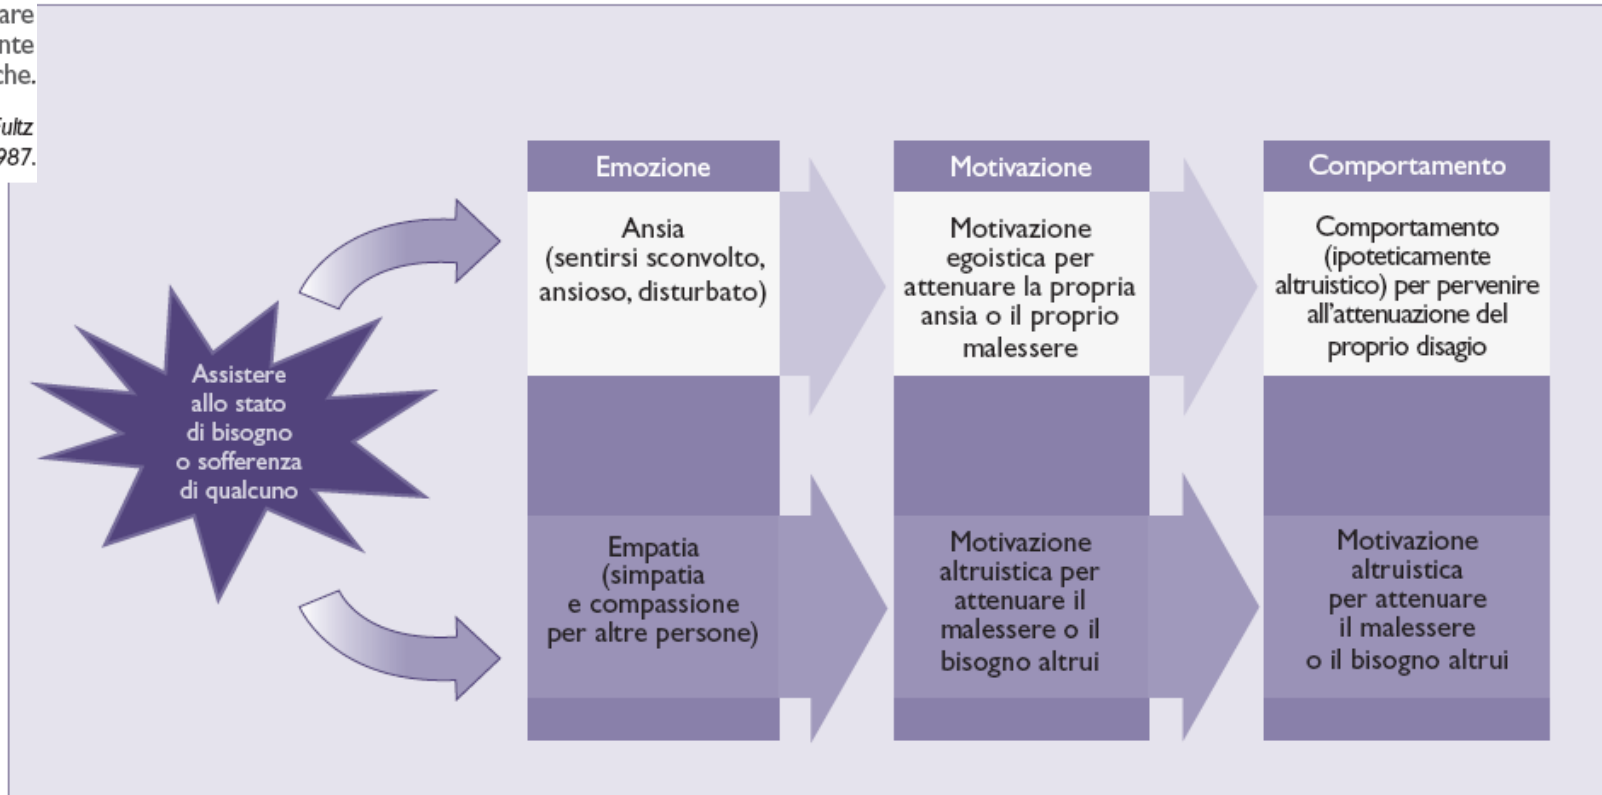 are
nte
che.
ultz
987.
Assistere
allo stato
di bisogno
o sofferenza
di qualcuno
Emozione
Ansia
(sentirsi sconvolto,
ansioso, disturbato)
Empatia
(simpatia
e compassione
per altre persone)
Motivazione
Motivazione
egoistica per
attenuare la propria
ansia o il proprio
malessere
Motivazione
altruistica per
attenuare il
malessere o il
bisogno altrui
Comportamento
Comportamento
(ipoteticamente
altruistico) per pervenire
all'attenuazione del
proprio disagio
Motivazione
altruistica
per attenuare
il malessere
o il bisogno altrui